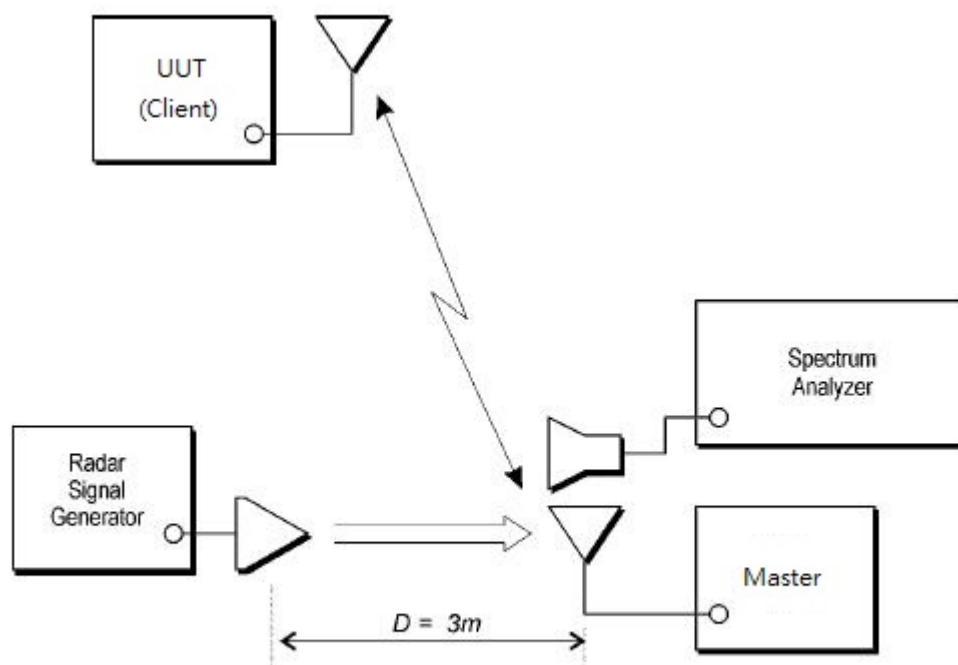 UUT
(Client)
Spectrum
Analyzer
Radar
Signal
Generator
Master
D = 3m